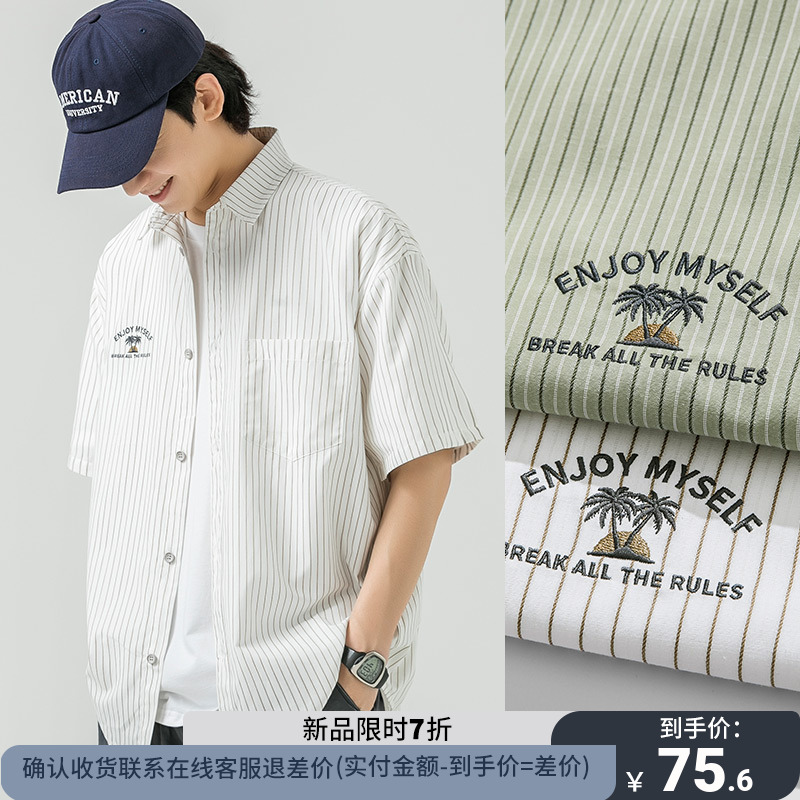 AMERICAN
UNIVERSITY
ENJOY MYSELF
BREAK ALL THE RULES
ENJOY MYSELF
BREAK ALL THE RULES
ENJOY MYSELF
BREAK ALL THE RULES
新品限时7折
到手价：
确认收货联系在线客服退差价(实付金额-到手价=差价)
¥ 75.6